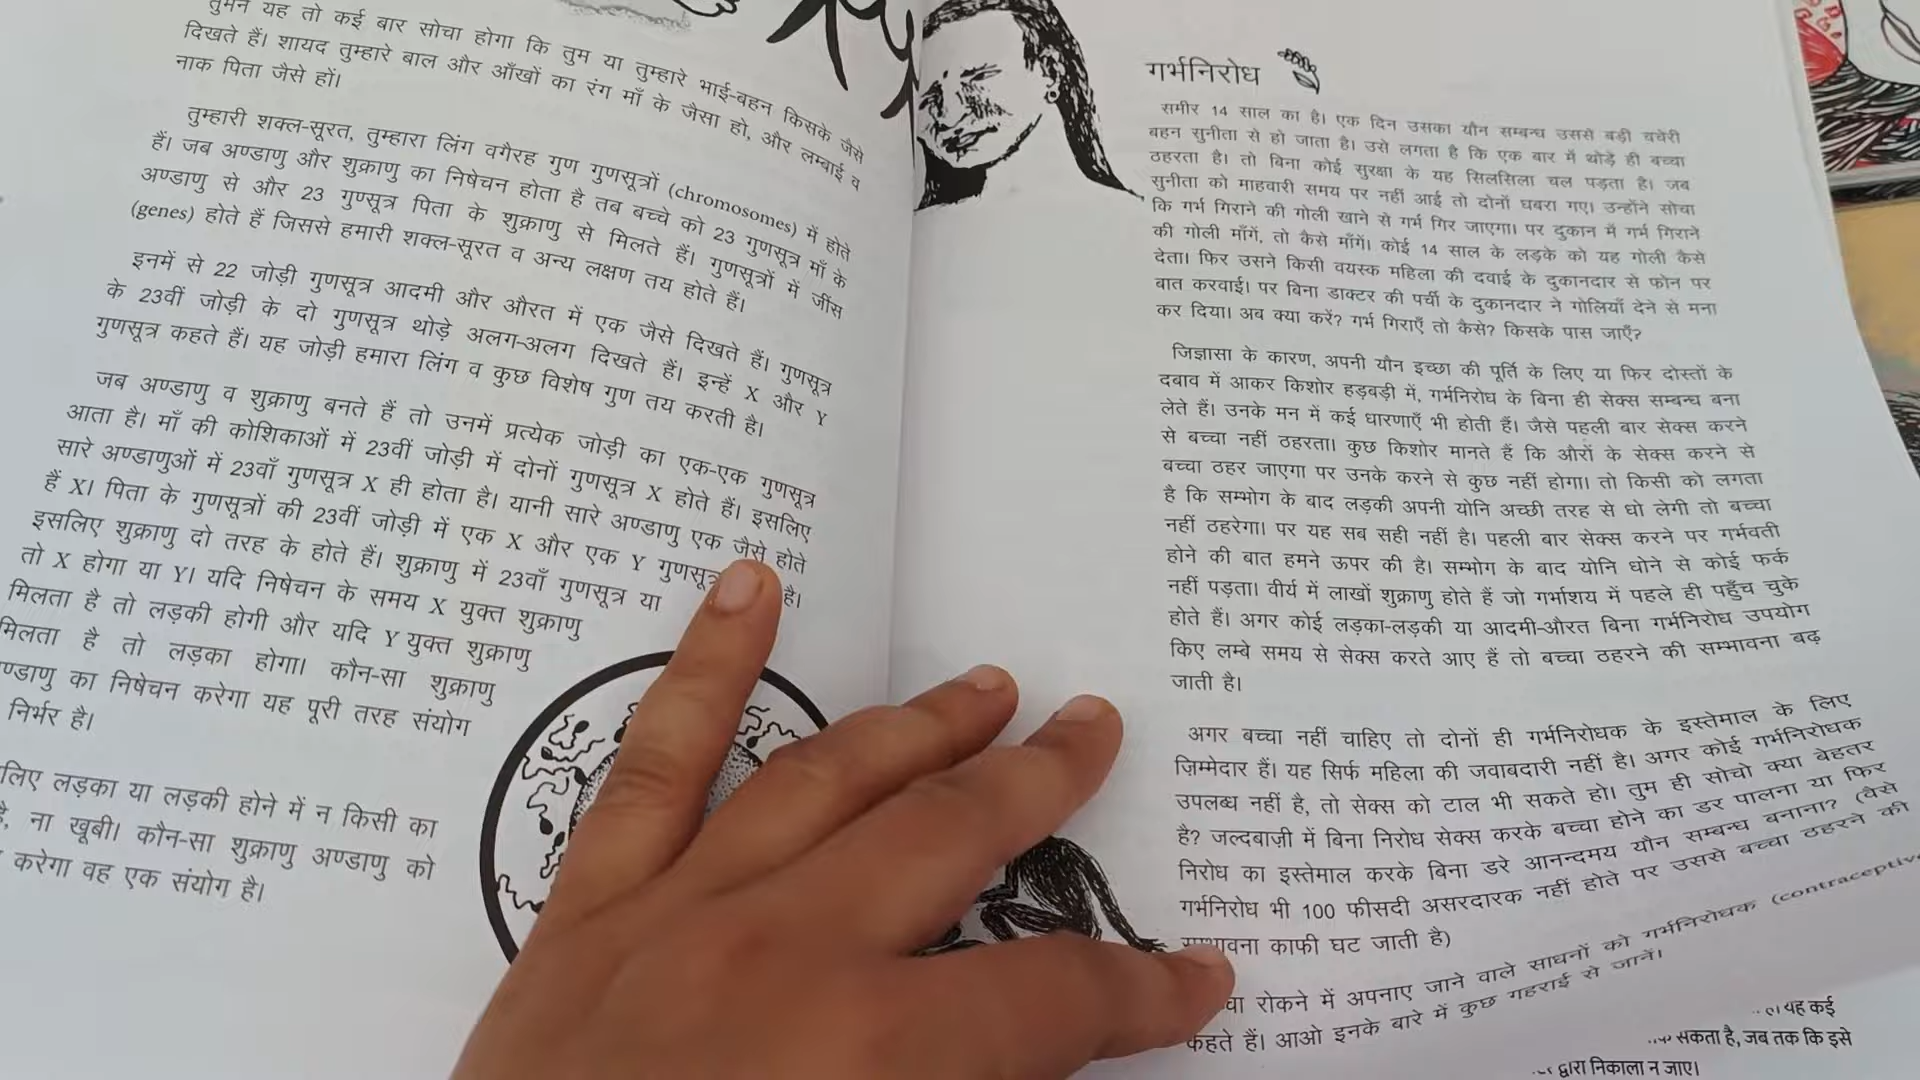 तुमने यह तो कई बार सोचा होगा कि तुम या तुम्हारे भाई-बहन किसके जैसे
दिखते हैं। शायद तुम्हारे बाल और आँखों का रंग माँ के जैसा हो, और लम्बाई व
नाक पिता जैसे हों।
तुम्हारी शक्ल-सूरत, तुम्हारा लिंग वगैरह गुण गुणसूत्रों (chromosomes) में होते
हैं। जब अण्डाणु और शुक्राणु का निषेचन होता है तब बच्चे को 23 गुणसूत्र माँ के
अण्डाणु से और 23 गुणसूत्र पिता के शुक्राणु से मिलते हैं। गुणसूत्रों में जींस
(genes) होते हैं जिससे हमारी शक्ल-सूरत व अन्य लक्षण तय होते हैं।
इनमें से 22 जोड़ी गुणसूत्र आदमी और औरत में एक जैसे दिखते हैं। गुणसूत्र
के 23वीं जोड़ी के दो गुणसूत्र थोड़े अलग-अलग दिखते हैं। इन्हें X और Y
गुणसूत्र कहते हैं। यह जोड़ी हमारा लिंग व कुछ विशेष गुण तय करती है।
जब अण्डाणु व शुक्राणु बनते हैं तो उनमें प्रत्येक जोड़ी का एक-एक गुणसूत्र
आता है। माँ की कोशिकाओं में 23वीं जोड़ी में दोनों गुणसूत्र X होते हैं। इसलिए
सारे अण्डाणुओं में 23वाँ गुणसूत्र X ही होता है। यानी सारे अण्डाणु एक जैसे होते
हैं X। पिता के गुणसूत्रों की 23वीं जोड़ी में एक X और एक Y गुणसूत्र है।
इसलिए शुक्राणु दो तरह के होते हैं। शुक्राणु में 23वाँ गुणसूत्र या
तो X होगा या Y। यदि निषेचन के समय X युक्त शुक्राणु
मिलता है तो लड़की होगी और यदि Y युक्त शुक्राणु
मिलता है तो लड़का होगा। कौन-सा शुक्राणु
ण्डाणु का निषेचन करेगा यह पूरी तरह संयोग
निर्भर है।
लिए लड़का या लड़की होने में न किसी का
है, ना खूबी। कौन-सा शुक्राणु अण्डाणु को
करेगा वह एक संयोग है।
गर्भनिरोध
समीर 14 साल का है। एक दिन उसका यौन सम्बन्ध उससे बड़ी चचेरी
बहन सुनीता से हो जाता है। उसे लगता है कि एक बार में थोड़े ही बच्चा
ठहरता है। तो बिना कोई सुरक्षा के यह सिलसिला चल पड़ता है। जब
सुनीता को माहवारी समय पर नहीं आई तो दोनों घबरा गए। उन्होंने सोचा
कि गर्भ गिराने की गोली खाने से गर्भ गिर जाएगा। पर दुकान में गर्भ गिराने
की गोली माँगें, तो कैसे माँगें। कोई 14 साल के लड़के को यह गोली कैसे
देता। फिर उसने किसी वयस्क महिला की दवाई के दुकानदार से फोन पर
बात करवाई। पर बिना डाक्टर की पर्ची के दुकानदार ने गोलियाँ देने से मना
कर दिया। अब क्या करें? गर्भ गिराएँ तो कैसे? किसके पास जाएँ?
जिज्ञासा के कारण, अपनी यौन इच्छा की पूर्ति के लिए या फिर दोस्तों के
दबाव में आकर किशोर हड़बड़ी में, गर्भनिरोध के बिना ही सेक्स सम्बन्ध बना
लेते हैं। उनके मन में कई धारणाएँ भी होती हैं। जैसे पहली बार सेक्स करने
से बच्चा नहीं ठहरता। कुछ किशोर मानते हैं कि औरों के सेक्स करने से
बच्चा ठहर जाएगा पर उनके करने से कुछ नहीं होगा। तो किसी को लगता
है कि सम्भोग के बाद लड़की अपनी योनि अच्छी तरह से धो लेगी तो बच्चा
नहीं ठहरेगा। पर यह सब सही नहीं है। पहली बार सेक्स करने पर गर्भवती
होने की बात हमने ऊपर की है। सम्भोग के बाद योनि धोने से कोई फर्क
नहीं पड़ता। वीर्य में लाखों शुक्राणु होते हैं जो गर्भाशय में पहले ही पहुँच चुके
होते हैं। अगर कोई लड़का-लड़की या आदमी-औरत बिना गर्भनिरोध उपयोग
किए लम्बे समय से सेक्स करते आए हैं तो बच्चा ठहरने की सम्भावना बढ़
जाती है।
अगर बच्चा नहीं चाहिए तो दोनों ही गर्भनिरोधक के इस्तेमाल के लिए
ज़िम्मेदार हैं। यह सिर्फ महिला की जवाबदारी नहीं है। अगर कोई गर्भनिरोधक
उपलब्ध नहीं है, तो सेक्स को टाल भी सकते हो। तुम ही सोचो क्या बेहतर
है? जल्दबाज़ी में बिना निरोध सेक्स करके बच्चा होने का डर पालना या फिर
निरोध का इस्तेमाल करके बिना डरे आनन्दमय यौन सम्बन्ध बनाना? (वैसे
गर्भनिरोध भी 100 फीसदी असरदारक नहीं होते पर उससे बच्चा ठहरने की
सम्भावना काफी घट जाती है)
रोकने में अपनाए जाने वाले साधनों को गर्भनिरोधक (contraceptive
कहते हैं। आओ इनके बारे में कुछ गहराई से जानें।
यह कई
सकता है, जब तक कि इसे
द्वारा निकाला न जाए।